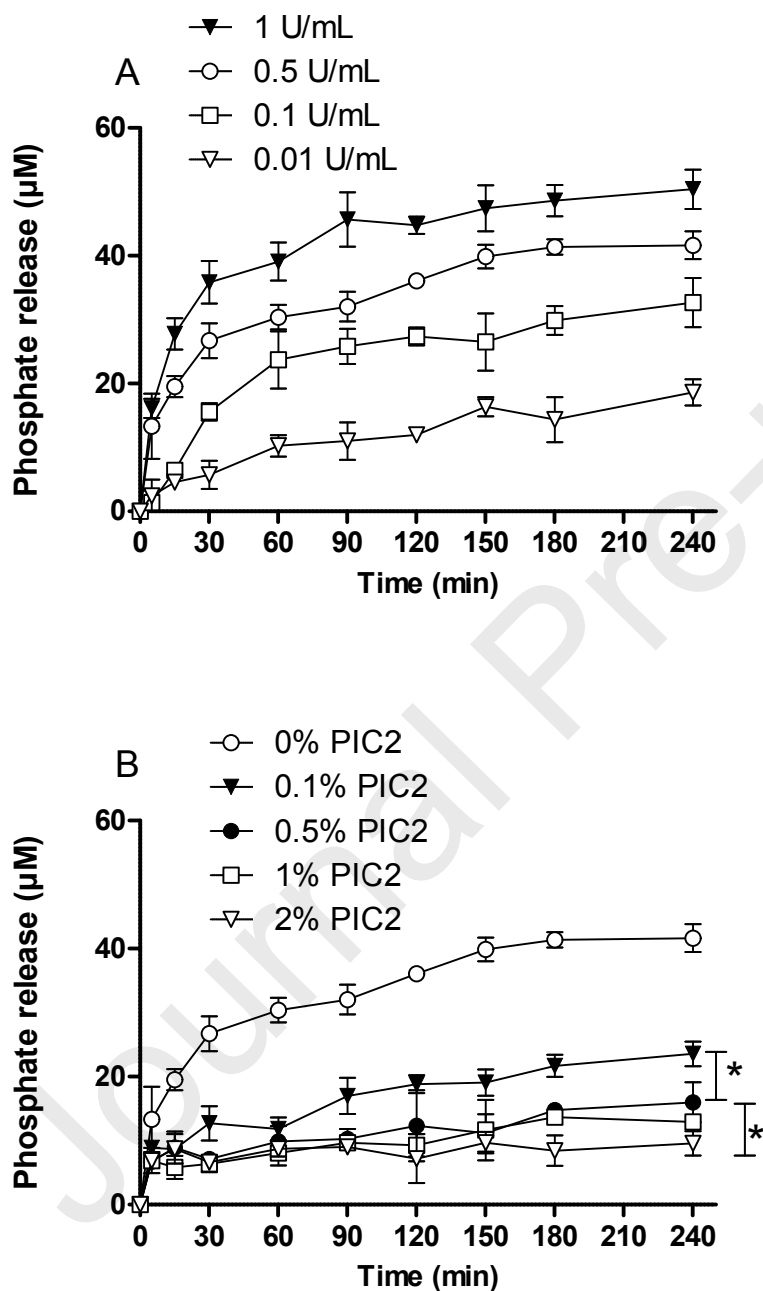 A
1 U/mL
0.5 U/mL
0.1 U/mL
0.01 U/mL
Phosphate release (µM)
60
40
20
0
0 30 60 90 120 150 180 210 240
Time (min)
B
0% PIC2
0.1% PIC2
0.5% PIC2
1% PIC2
2% PIC2
Phosphate release (µM)
60
40
20
0
*
*
0 30 60 90 120 150 180 210 240
Time (min)
Journal Pre-